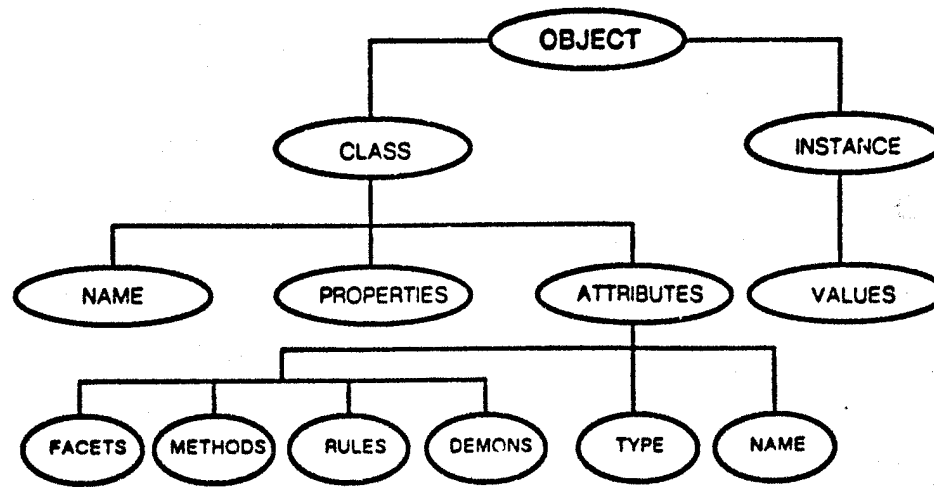 OBJECT
CLASS
INSTANCE
NAME
PROPERTIES
ATTRIBUTES
VALUES
FACETS
METHODS
RULES
DEMONS
TYPE
NAME